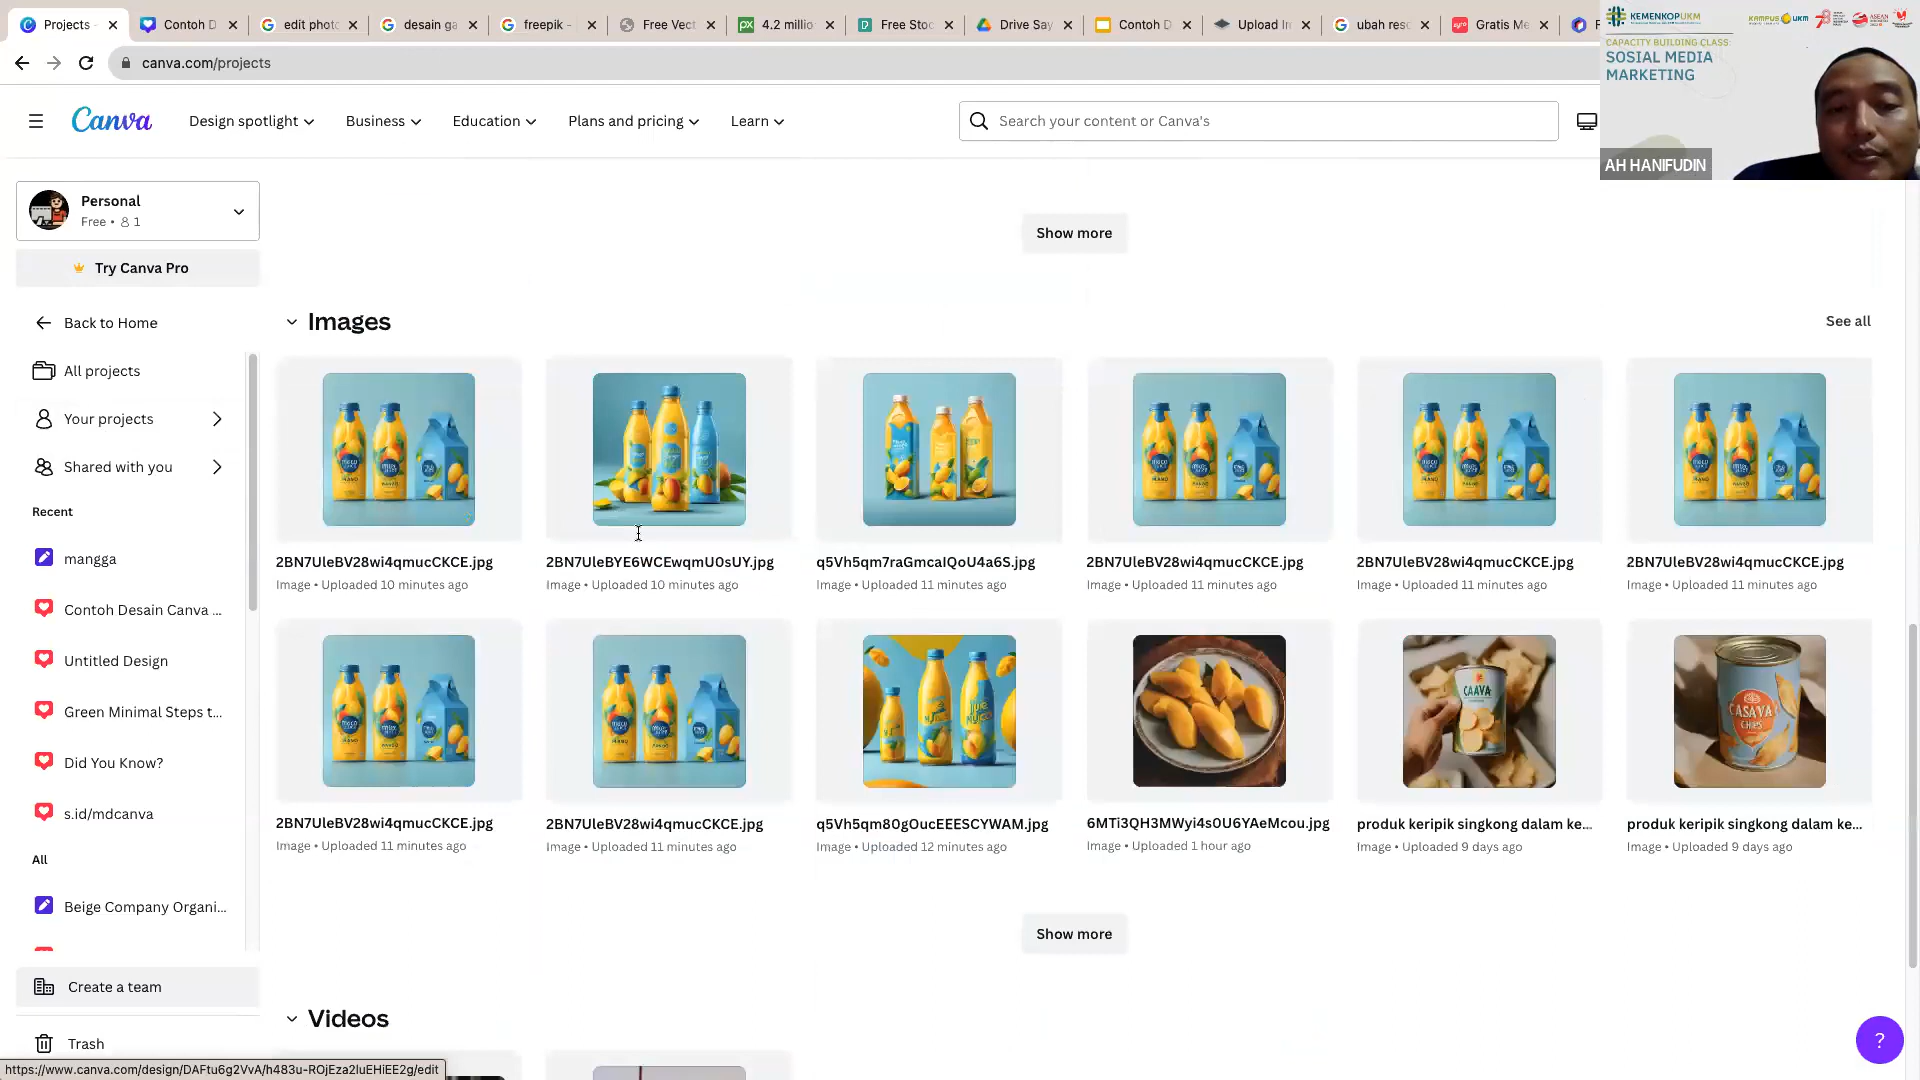 Projects -
Contoh D
edit phot
desain ga
freepik -
Free Vect
4.2 millio
Free Stoc
Drive Say
Contoh D
Upload In
ubah reso
Gratis Me
canva.com/projects
KEMENKOPUKM
KAMPUS UKM
CAPACITY BUILDING CLASS:
SOSIAL MEDIA
MARKETING
AH HANIFUDIN
Canva
Design spotlight
Business
Education
Plans and pricing
Learn
Search your content or Canva's
Personal
Free • 1
Try Canva Pro
Back to Home
All projects
Your projects
Shared with you
Recent
mangga
Contoh Desain Canva ...
Untitled Design
Green Minimal Steps t...
Did You Know?
s.id/mdcanva
All
Beige Company Organi...
Create a team
Trash
Show more
Images
See all
2BN7UleBV28wi4qmucCKCE.jpg
Image • Uploaded 10 minutes ago
2BN7UleBYE6WCEwqmU0sUY.jpg
Image • Uploaded 10 minutes ago
q5Vh5qm7raGmcaIQoU4a6S.jpg
Image • Uploaded 11 minutes ago
2BN7UleBV28wi4qmucCKCE.jpg
Image • Uploaded 11 minutes ago
2BN7UleBV28wi4qmucCKCE.jpg
Image • Uploaded 11 minutes ago
2BN7UleBV28wi4qmucCKCE.jpg
Image • Uploaded 11 minutes ago
CAAVA
CASAVA
CHIPS
2BN7UleBV28wi4qmucCKCE.jpg
Image • Uploaded 11 minutes ago
2BN7UleBV28wi4qmucCKCE.jpg
Image • Uploaded 11 minutes ago
q5Vh5qm80gOucEEESCYWAM.jpg
Image • Uploaded 12 minutes ago
6MTi3QH3MWyi4s0U6YAeMcou.jpg
Image • Uploaded 1 hour ago
produk keripik singkong dalam ke...
Image • Uploaded 9 days ago
produk keripik singkong dalam ke...
Image • Uploaded 9 days ago
Show more
Videos
?
https://www.canva.com/design/DAFtu6g2VvA/h483u-ROjEza2luEHiEE2g/edit